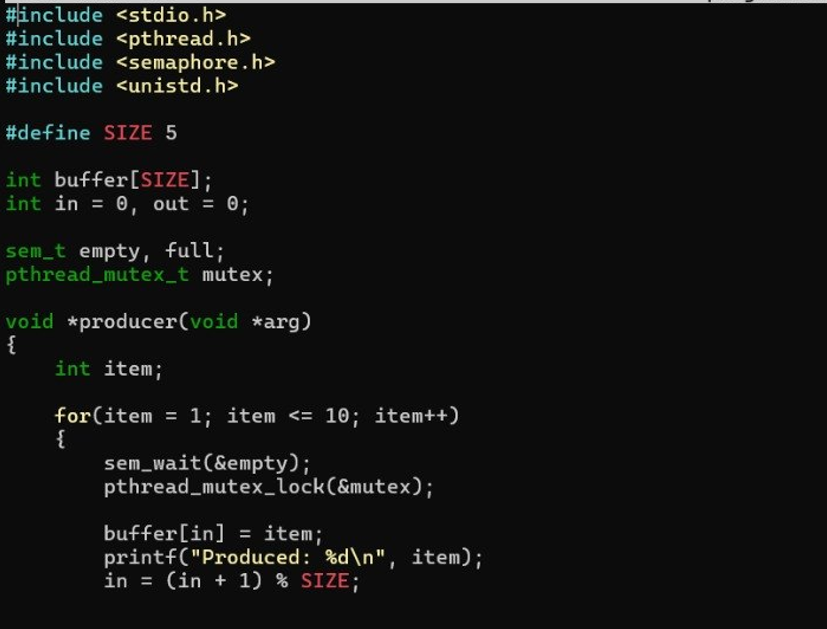 #include <stdio.h>
#include <pthread.h>
#include <semaphore.h>
#include <unistd.h>

#define SIZE 5

int buffer[SIZE];
int in = 0, out = 0;

sem_t empty, full;
pthread_mutex_t mutex;

void *producer(void *arg)
{
    int item;

    for(item = 1; item <= 10; item++)
    {
        sem_wait(&empty);
        pthread_mutex_lock(&mutex);

        buffer[in] = item;
        printf("Produced: %d\n", item);
        in = (in + 1) % SIZE;